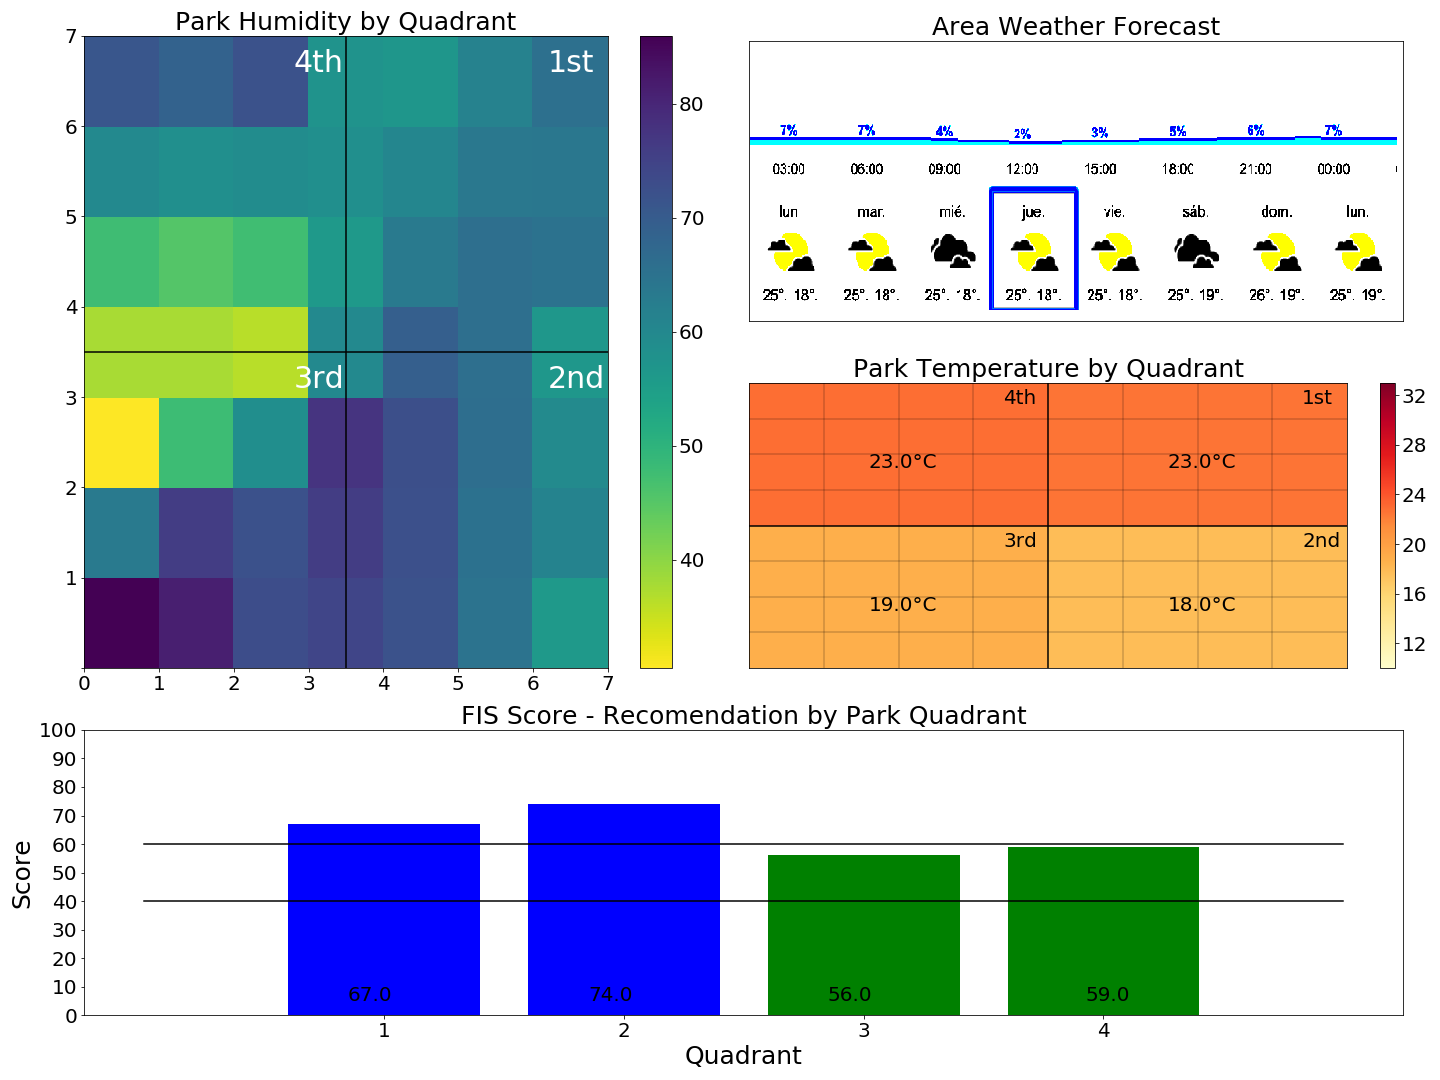 Park Humidity by Quadrant
7
6
5
4
3
2
1
0 1 2 3 4 5 6 7
4th 1st
3rd 2nd
80
70
60
50
40
Area Weather Forecast
7% 7% 4% 2% 3% 5% 6% 7%
03:00 06:00 09:00 12:00 15:00 18:00 21:00 00:00
lun mar. mié. jue. vie. sáb. dom. lun.
25°. 18°. 25°. 18°. 25°. 18°. 25°. 18°. 25°. 18°. 25°. 19°. 26°. 19°. 25°. 19°.
Park Temperature by Quadrant
4th 1st
23.0°C 23.0°C
3rd 2nd
19.0°C 18.0°C
32
28
24
20
16
12
FIS Score - Recomendation by Park Quadrant
Score
100
90
80
70
60
50
40
30
20
10
0
67.0 74.0 56.0 59.0
1 2 3 4
Quadrant